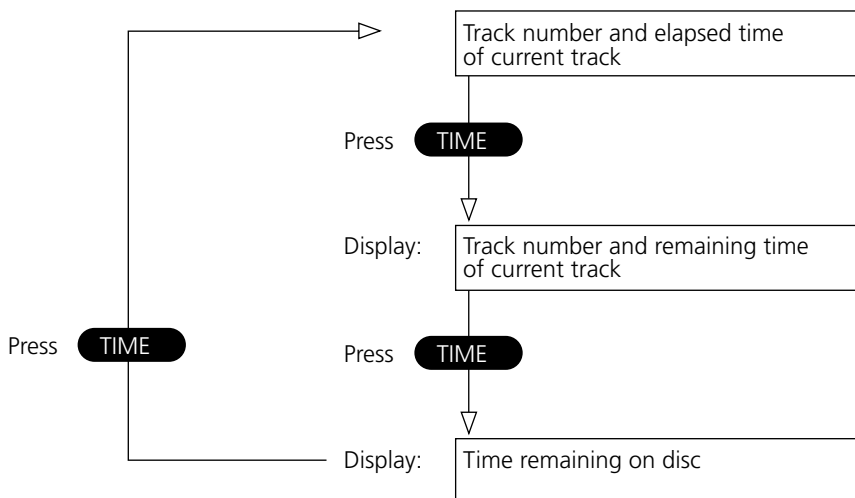 Track number and elapsed time
of current track
Press TIME
Display: Track number and remaining time
of current track
Press TIME
Press TIME
Display: Time remaining on disc